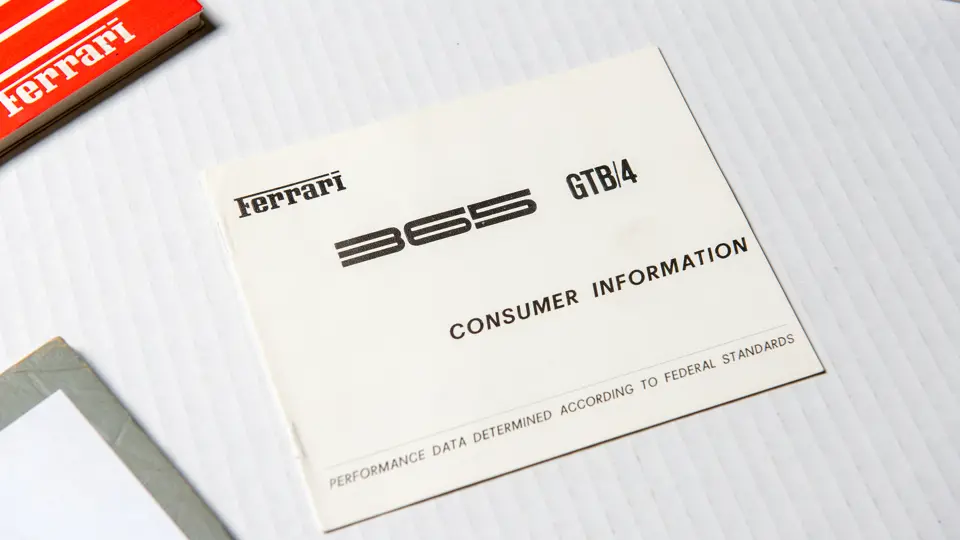 Ferrari
Ferrari
365 GTB/4
CONSUMER INFORMATION
PERFORMANCE DATA DETERMINED ACCORDING TO FEDERAL STANDARDS